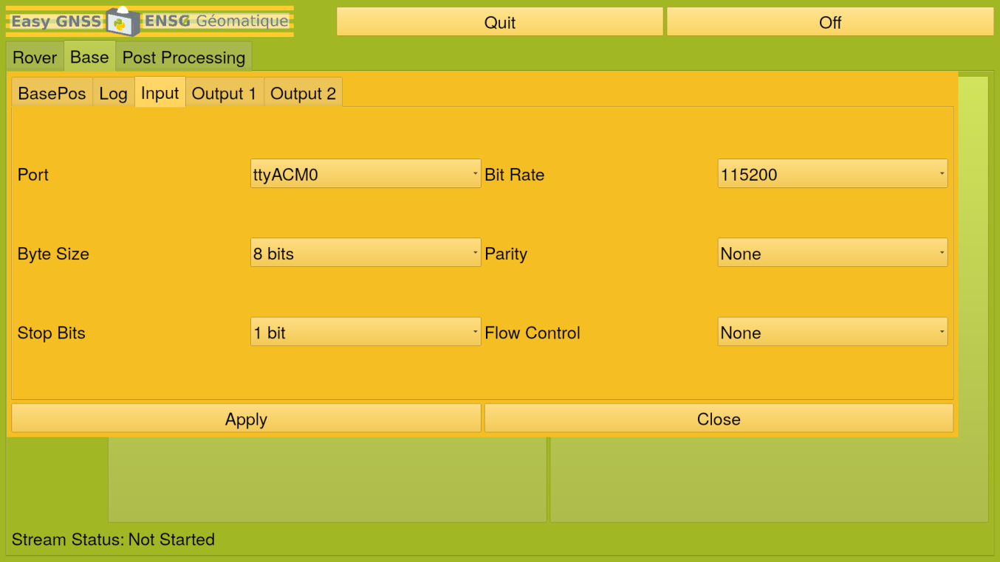 Easy GNSS ENSG Géomatique Quit Off
Rover Base Post Processing
BasePos Log Input Output 1 Output 2
Port ttyACM0 Bit Rate 115200
Byte Size 8 bits Parity None
Stop Bits 1 bit Flow Control None
Apply Close
Stream Status: Not Started